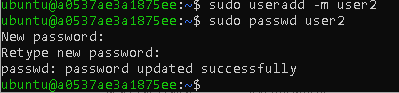 ubuntu@a0537ae3a1875ee:~$ sudo useradd -m user2
ubuntu@a0537ae3a1875ee:~$ sudo passwd user2
New password:
Retype new password:
passwd: password updated successfully
ubuntu@a0537ae3a1875ee:~$